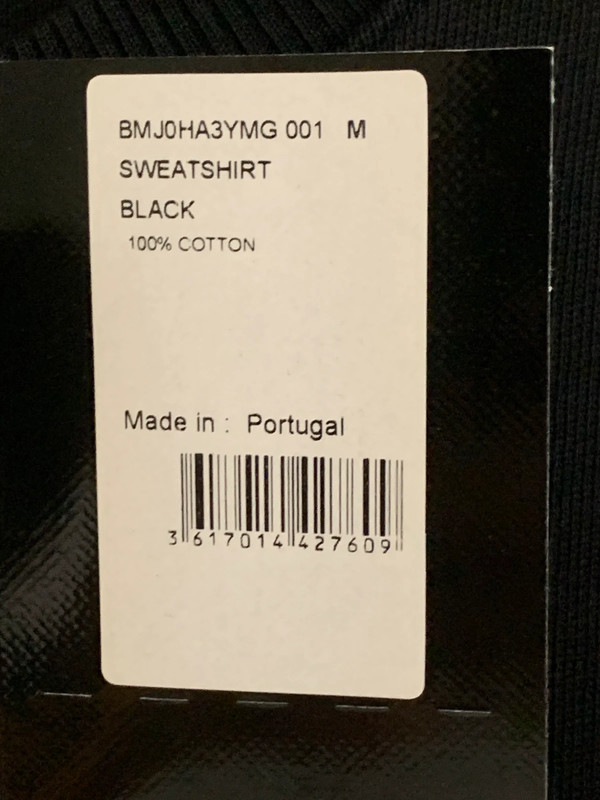 BMJ0HA3YMG 001 M
SWEATSHIRT
BLACK
100% COTTON
Made in : Portugal
3 617014 427609